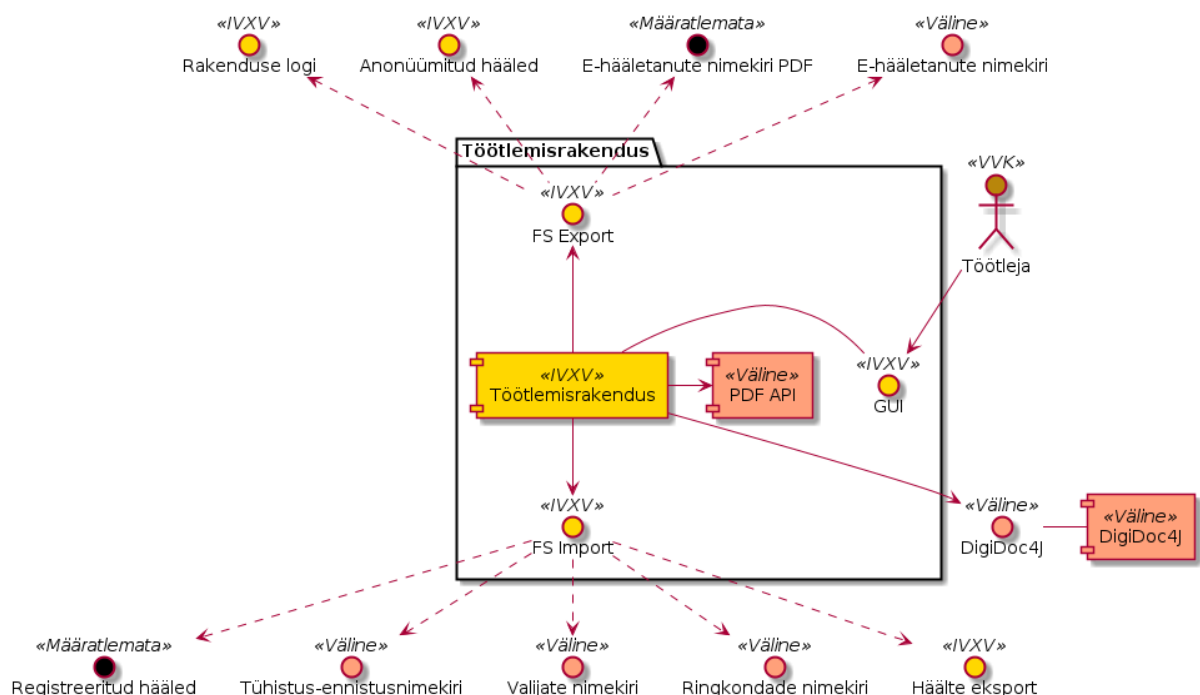 «IVXV»
Rakenduse logi
«IVXV»
Anonüümitud hääled
«Määratlemata»
E-hääletanute nimekiri PDF
«Väline»
E-hääletanute nimekiri
Töötlemisrakendus
«VVK»
Töötleja
«IVXV»
FS Export
«IVXV»
Töötlemisrakendus
«Väline»
PDF API
«IVXV»
GUI
«IVXV»
FS Import
«Väline»
DigiDoc4J
«Väline»
DigiDoc4J
«Määratlemata»
Registreeritud hääled
«Väline»
Tühistus-ennistusnimekiri
«Väline»
Valijate nimekiri
«Väline»
Ringkondade nimekiri
«IVXV»
Häälte eksport